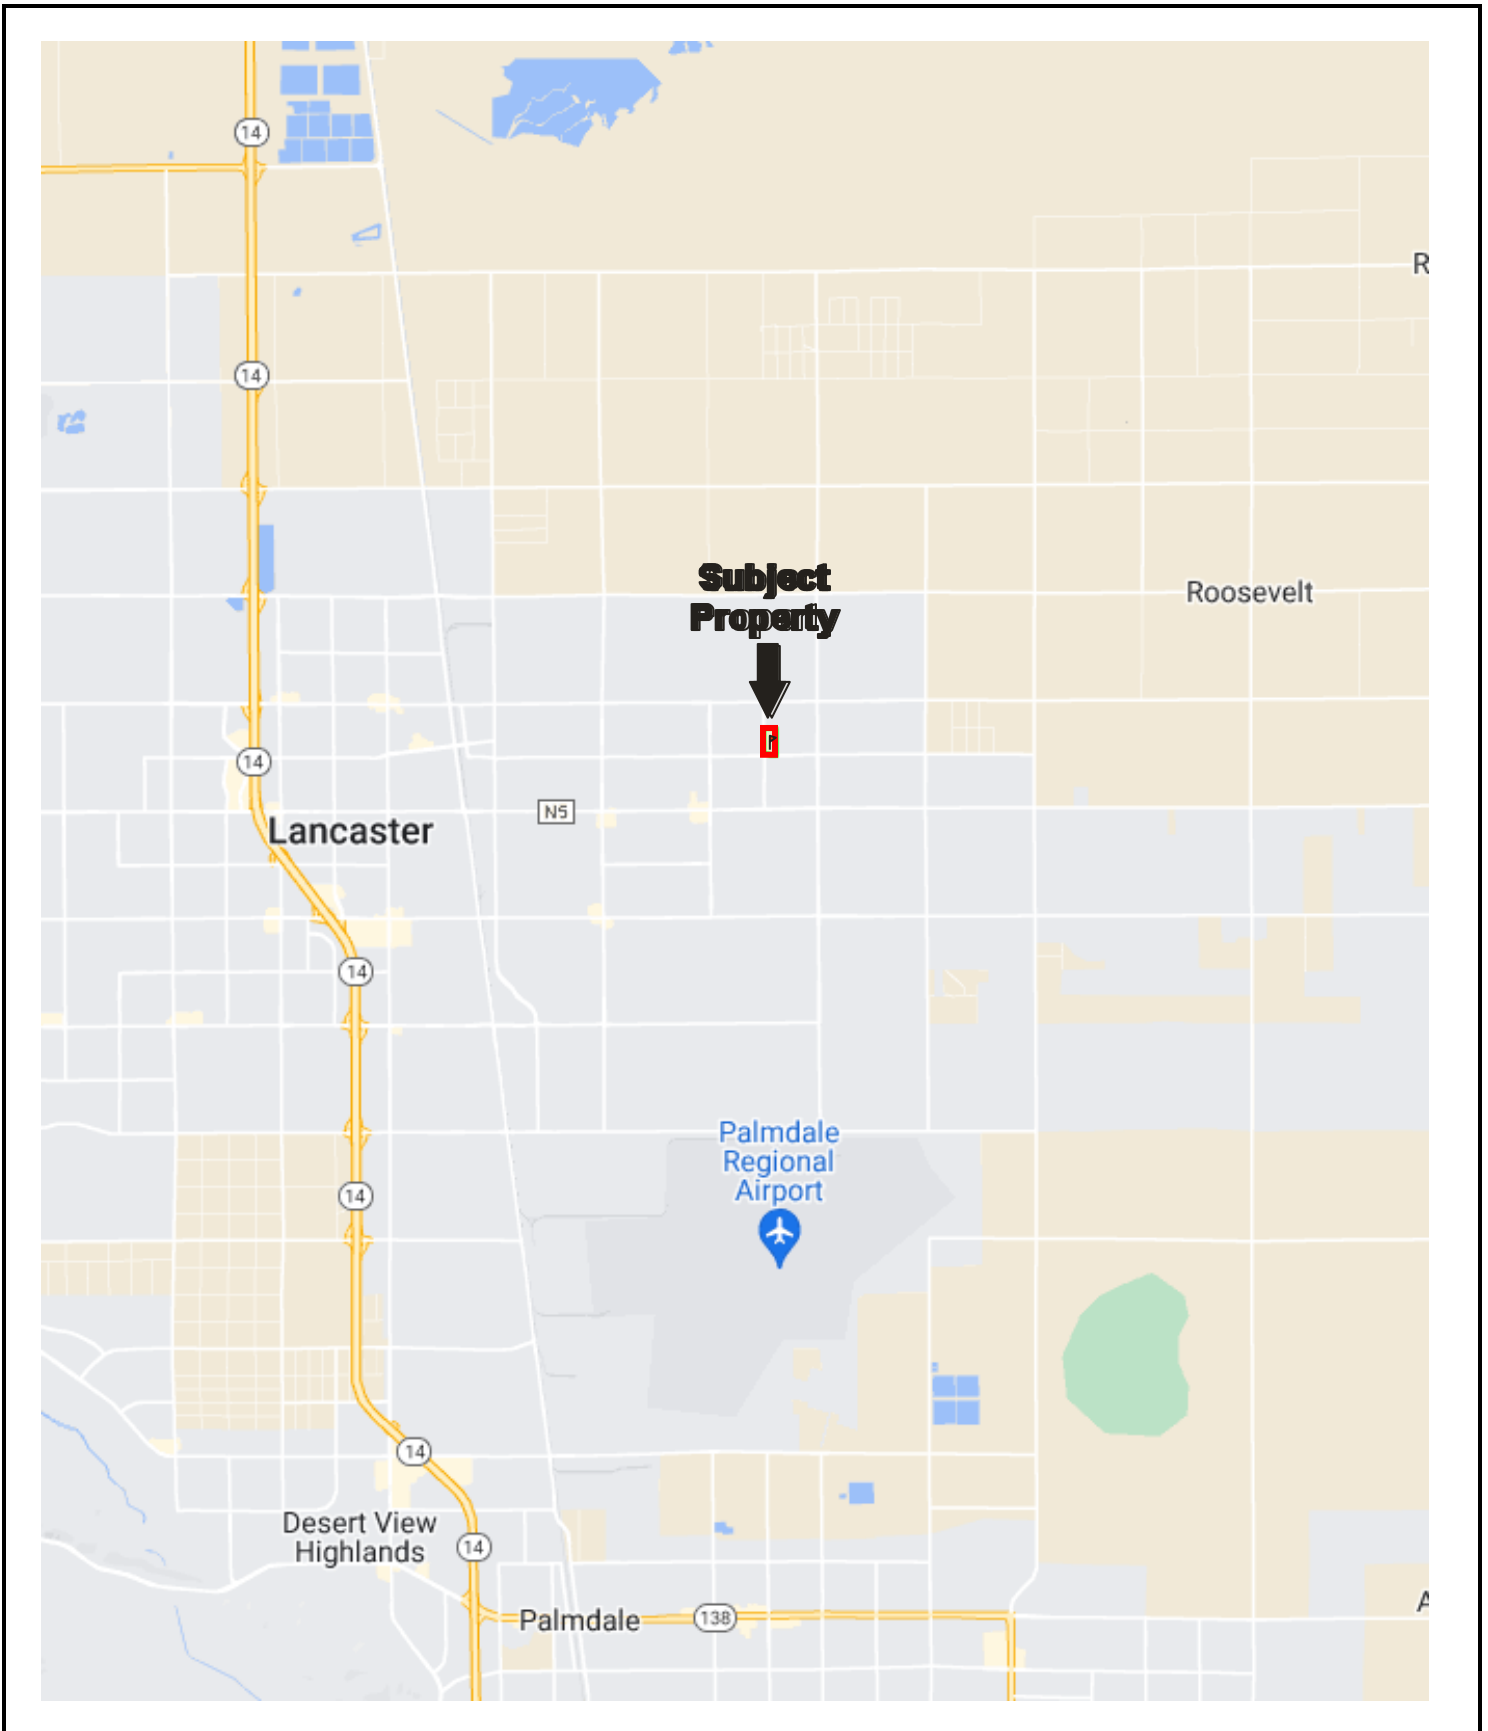 14
R
14
Subject
Property
Roosevelt
14
N5
Lancaster
14
Palmdale
Regional
Airport
14
14
Desert View
Highlands
14
Palmdale
138
A